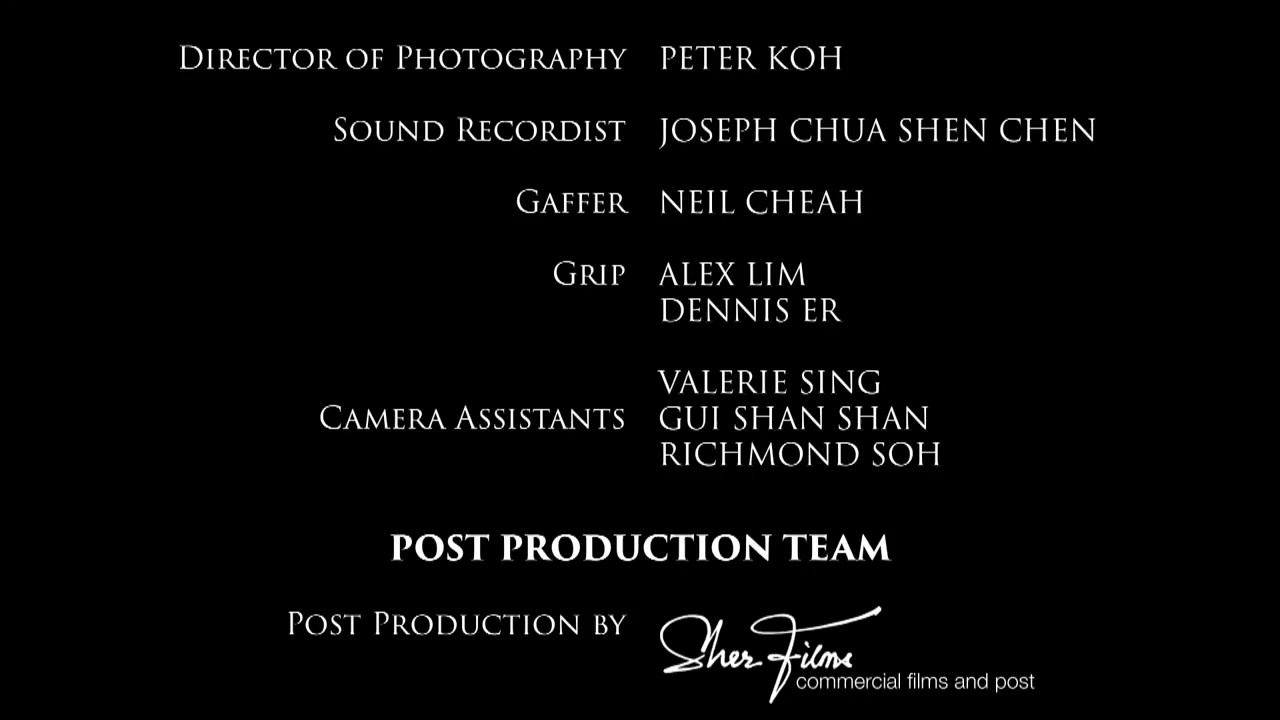 Director of Photography PETER KOH
Sound Recordist JOSEPH CHUA SHEN CHEN
Gaffer NEIL CHEAH
Grip ALEX LIM
DENNIS ER
VALERIE SING
Camera Assistants GUI SHAN SHAN
RICHMOND SOH
POST PRODUCTION TEAM
Post Production by Sher Films
commercial films and post